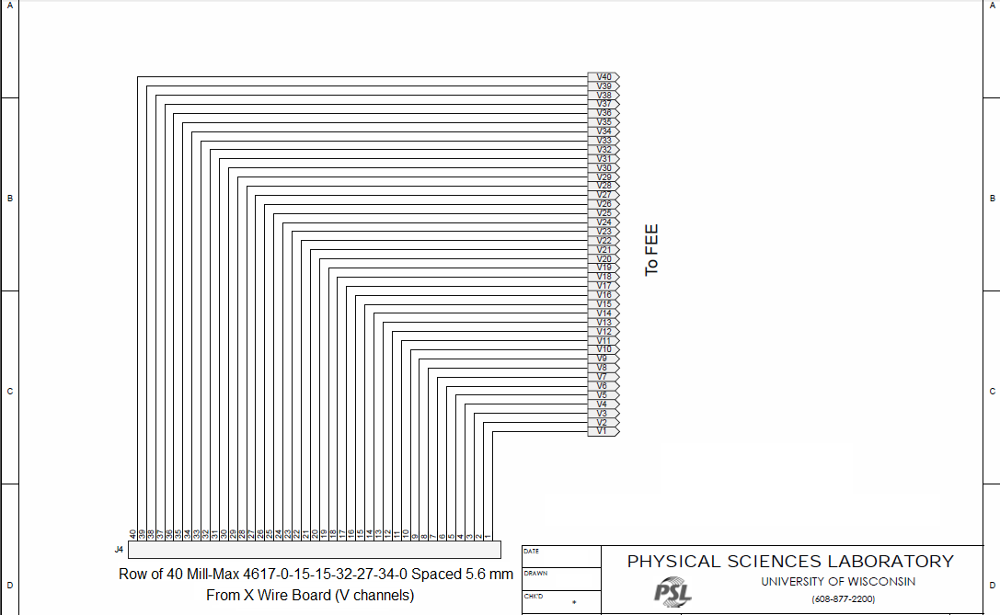 A
A
V40
V39
V38
V37
V36
V35
V34
V33
V32
V31
V30
V29
V28
V27
V26
V25
V24
V23
V22
V21
V20
V19
V18
V17
V16
V15
V14
V13
V12
V11
V10
V9
V8
V7
V6
V5
V4
V3
V2
V1
B
B
To FEE
C
C
40 39 38 37 36 35 34 33 32 31 30 29 28 27 26 25 24 23 22 21 20 19 18 17 16 15 14 13 12 11 10 9 8 7 6 5 4 3 2 1
J4
Row of 40 Mill-Max 4617-0-15-15-32-27-34-0 Spaced 5.6 mm
From X Wire Board (V channels)
DATE
DRAWN
CHK'D
*
PSL
PHYSICAL SCIENCES LABORATORY
UNIVERSITY OF WISCONSIN
(608-877-2200)
D
D